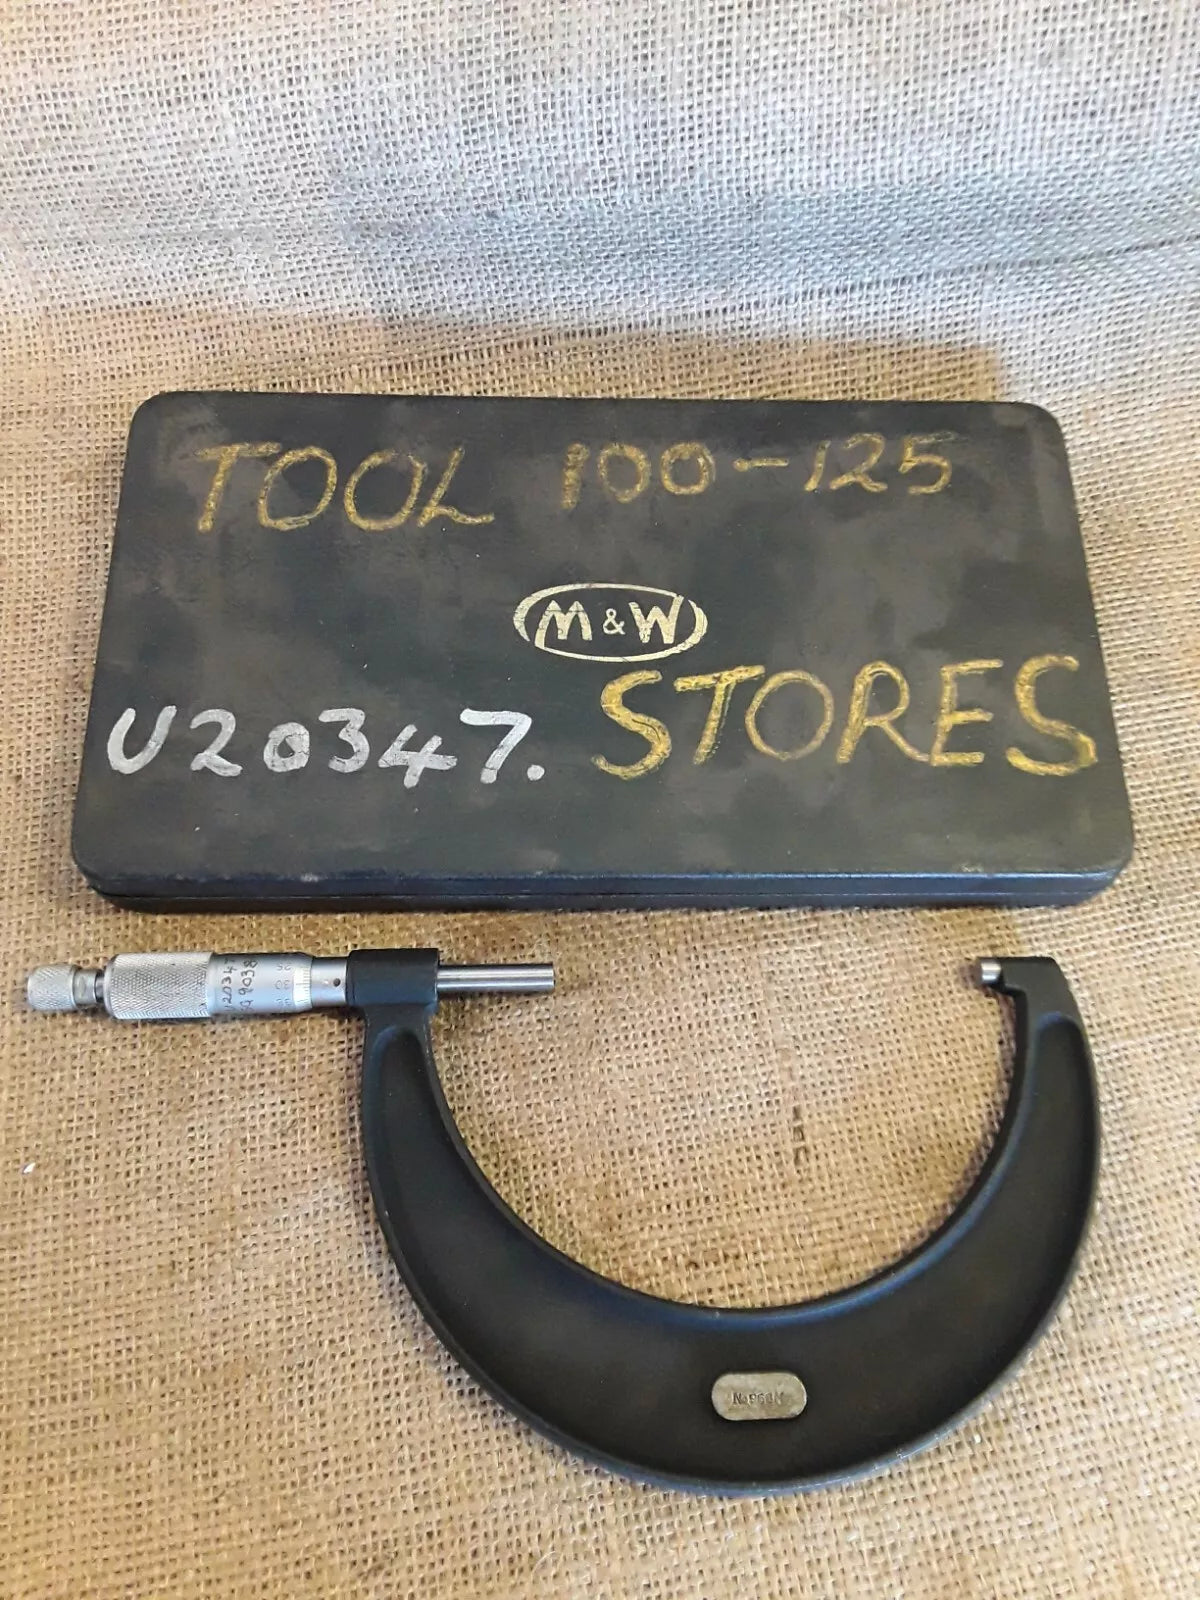 TOOL 100-125
M & W
U20347. STORES